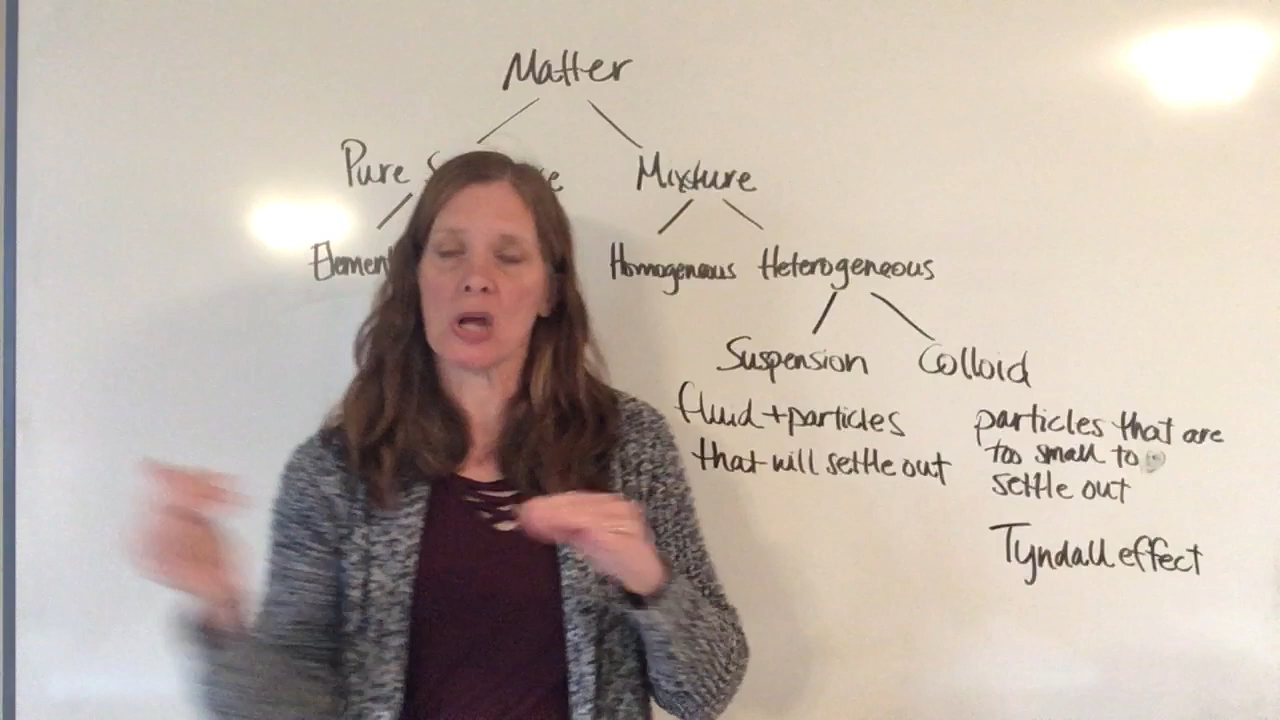 Matter
Pure
Mixture
Element
Homogeneous Heterogeneous
Suspension Colloid
fluid + particles
that will settle out
particles that are
too small to
settle out
Tyndall effect